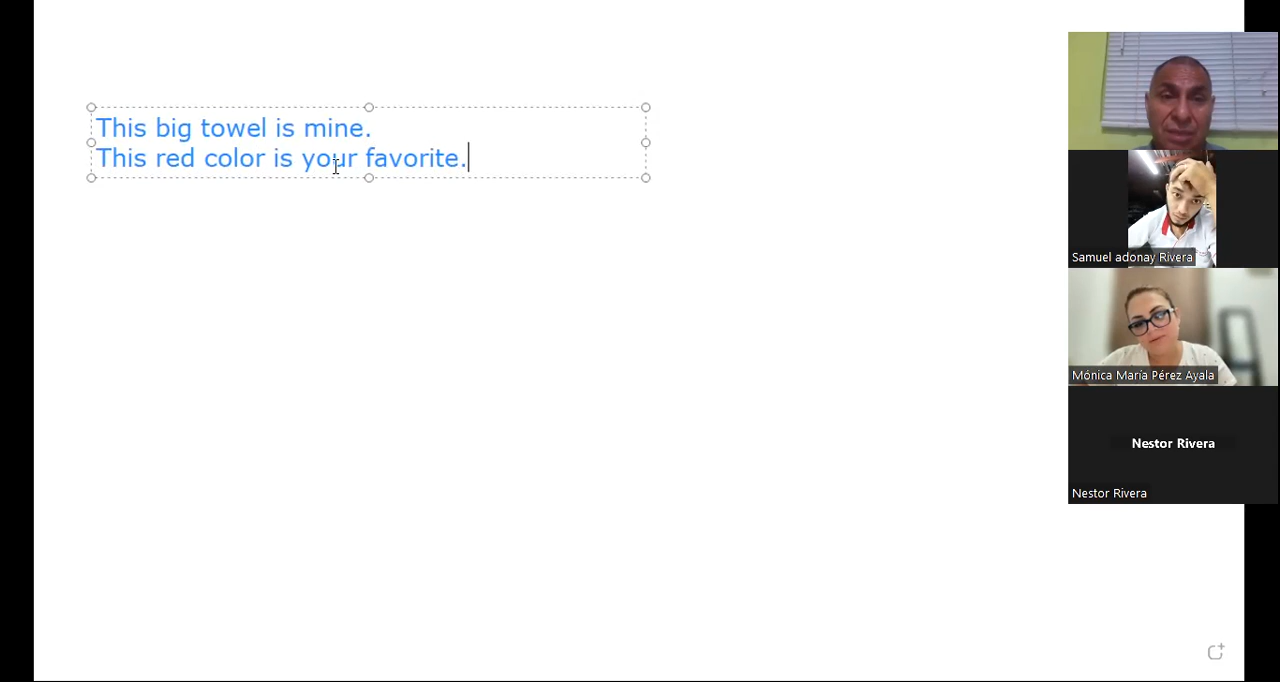 This big towel is mine.
This red color is your favorite.
Samuel adonay Rivera
Mónica María Pérez Ayala
Nestor Rivera
Nestor Rivera